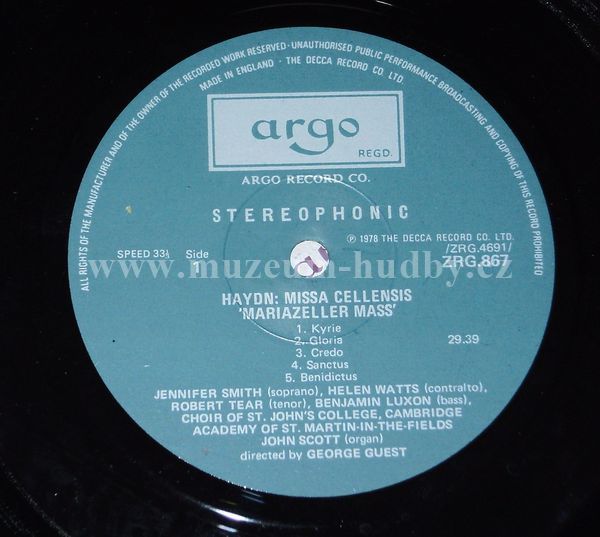 ALL RIGHTS OF THE MANUFACTURER AND OF THE OWNER OF THE RECORDED WORK RESERVED · UNAUTHORISED PUBLIC PERFORMANCE BROADCASTING AND COPYING OF THIS RECORD PROHIBITED
MADE IN ENGLAND · THE DECCA RECORD CO. LTD.
argo
REGD.
ARGO RECORD CO.
STEREOPHONIC
℗ 1978 THE DECCA RECORD CO. LTD.
SPEED 33⅓ Side /ZRG.4691/
1 ZRG.867
www.muzeum-hudby.cz
HAYDN: MISSA CELLENSIS
'MARIAZELLER MASS'
1. Kyrie
2. Gloria 29.39
3. Credo
4. Sanctus
5. Benidictus
JENNIFER SMITH (soprano), HELEN WATTS (contralto),
ROBERT TEAR (tenor), BENJAMIN LUXON (bass),
CHOIR OF ST. JOHN'S COLLEGE, CAMBRIDGE
ACADEMY OF ST. MARTIN-IN-THE-FIELDS
JOHN SCOTT (organ)
directed by GEORGE GUEST